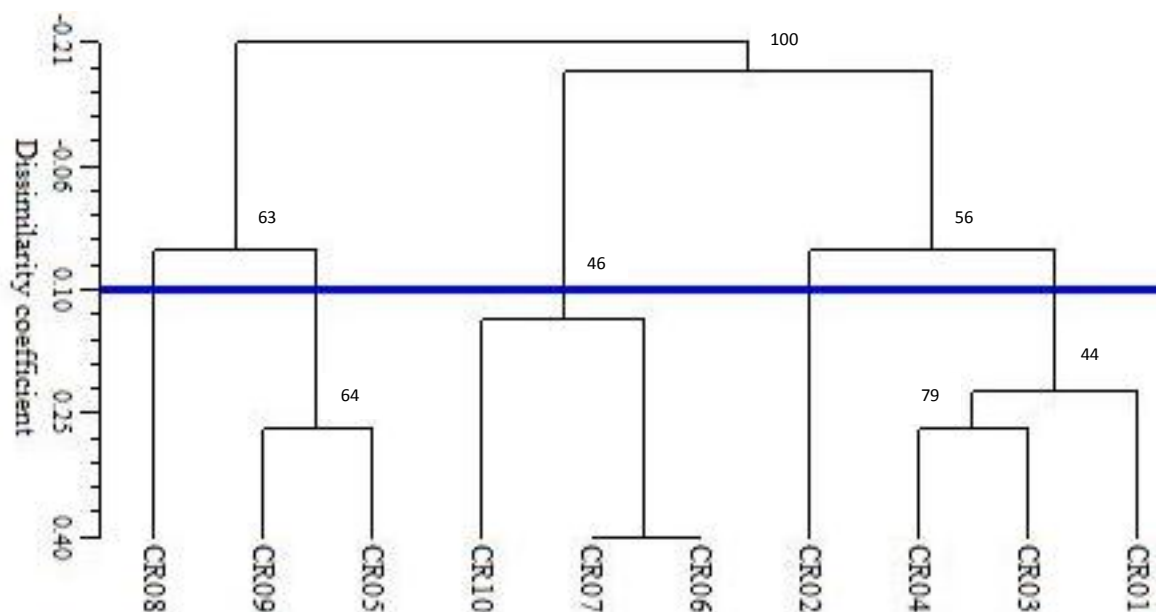 -0.21
-0.06
0.10
0.25
0.40
Dissimilarity coefficient
100
63
56
46
44
64
79
CR08
CR09
CR05
CR10
CR07
CR06
CR02
CR04
CR03
CR01